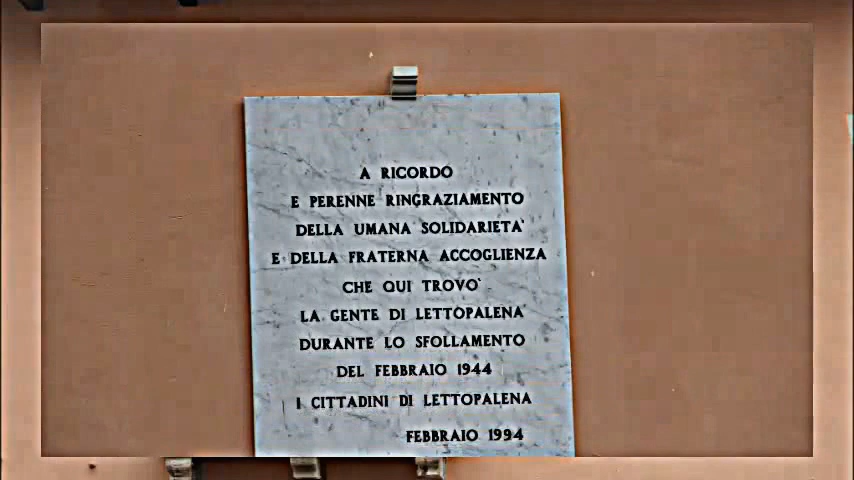 A RICORDO
E PERENNE RINGRAZIAMENTO
DELLA UMANA SOLIDARIETA'
E DELLA FRATERNA ACCOGLIENZA
CHE QUI TROVO'
LA GENTE DI LETTOPALENA
DURANTE LO SFOLLAMENTO
DEL FEBBRAIO 1944
I CITTADINI DI LETTOPALENA
FEBBRAIO 1994